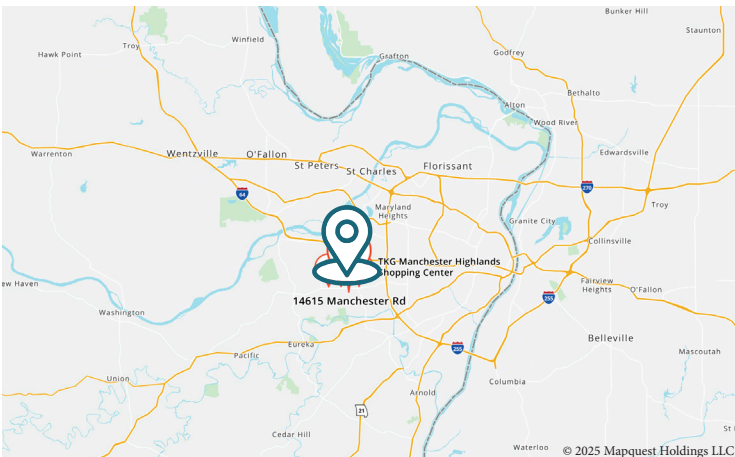 Bunker Hill
Staunton
Winfield
Troy
Hawk Point
Grafton
Godfrey
Bethalto
Alton
Wood River
Warrenton
Wentzville
O'Fallon
St Peters
St Charles
Florissant
Edwardsville
64
270
Troy
Maryland
Heights
Granite City
Collinsville
TKG Manchester Highlands
Shopping Center
ew Haven
Fairview
Heights
O'Fallon
255
14615 Manchester Rd
Washington
Belleville
Eureka
255
Pacific
Mascoutah
Union
Columbia
Arnold
21
St
Cedar Hill
Waterloo
© 2025 Mapquest Holdings LLC